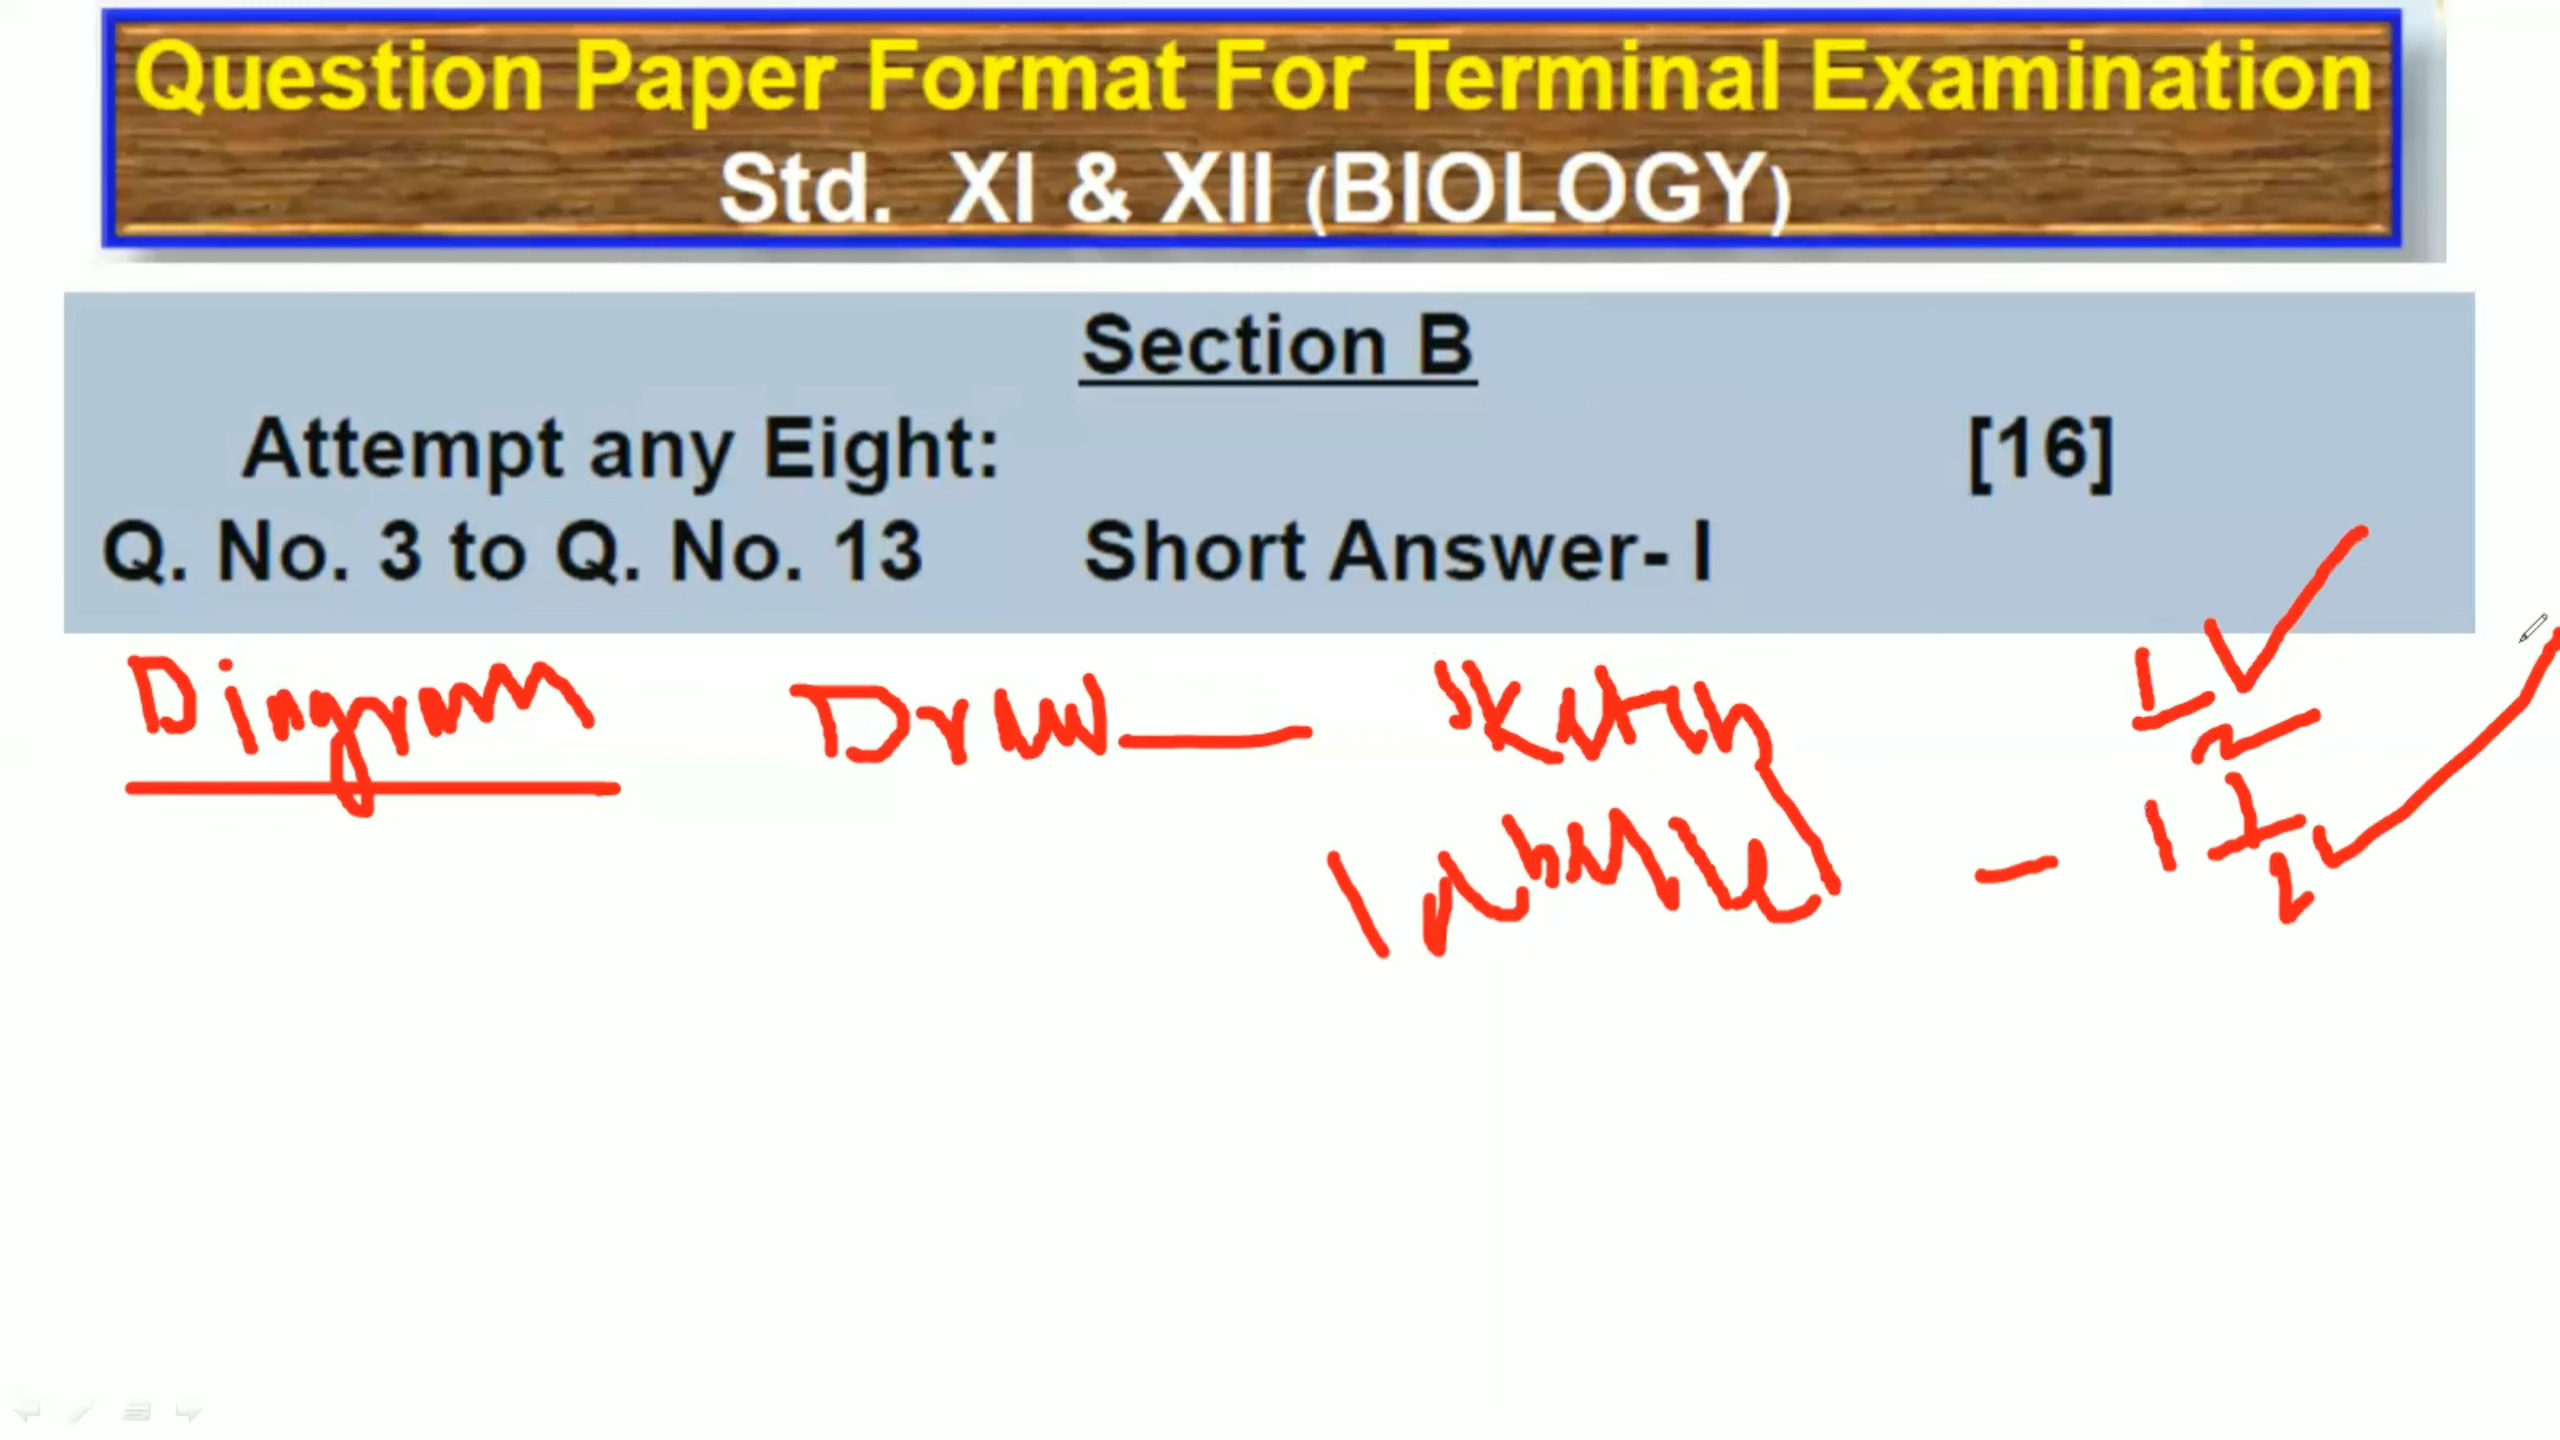 Question Paper Format For Terminal Examination
Std. XI & XII (BIOLOGY)
Section B
Attempt any Eight: [16]
Q. No. 3 to Q. No. 13 Short Answer- I
Diagram Draw — Sketch 1/2
- 1 1/2